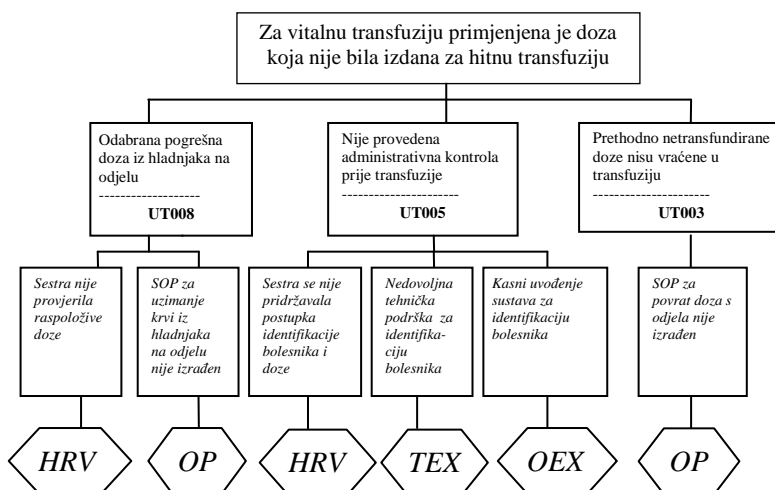 Za vitalnu transfuziju primjenjena je doza
koja nije bila izdana za hitnu transfuziju
Odabrana pogrešna
doza iz hladnjaka na
odjelu
-------------------
UT008
Nije provedena
administrativna kontrola
prije transfuzije
----------------------
UT005
Prethodno netransfundirane
doze nisu vraćene u
transfuziju
----------------------
UT003
Sestra nije
provjerila
raspoložive
doze
SOP za
uzimanje
krvi iz
hladnjaka
na odjelu
nije izrađen
Sestra se nije
pridržavala
postupka
identifikacije
bolesnika i
doze
Nedovoljna
tehnička
podrška za
identifika-
ciju
bolesnika
Kasni uvođenje
sustava za
identifikaciju
bolesnika
SOP za
povrat doza s
odjela nije
izrađen
HRV
OP
HRV
TEX
OEX
OP